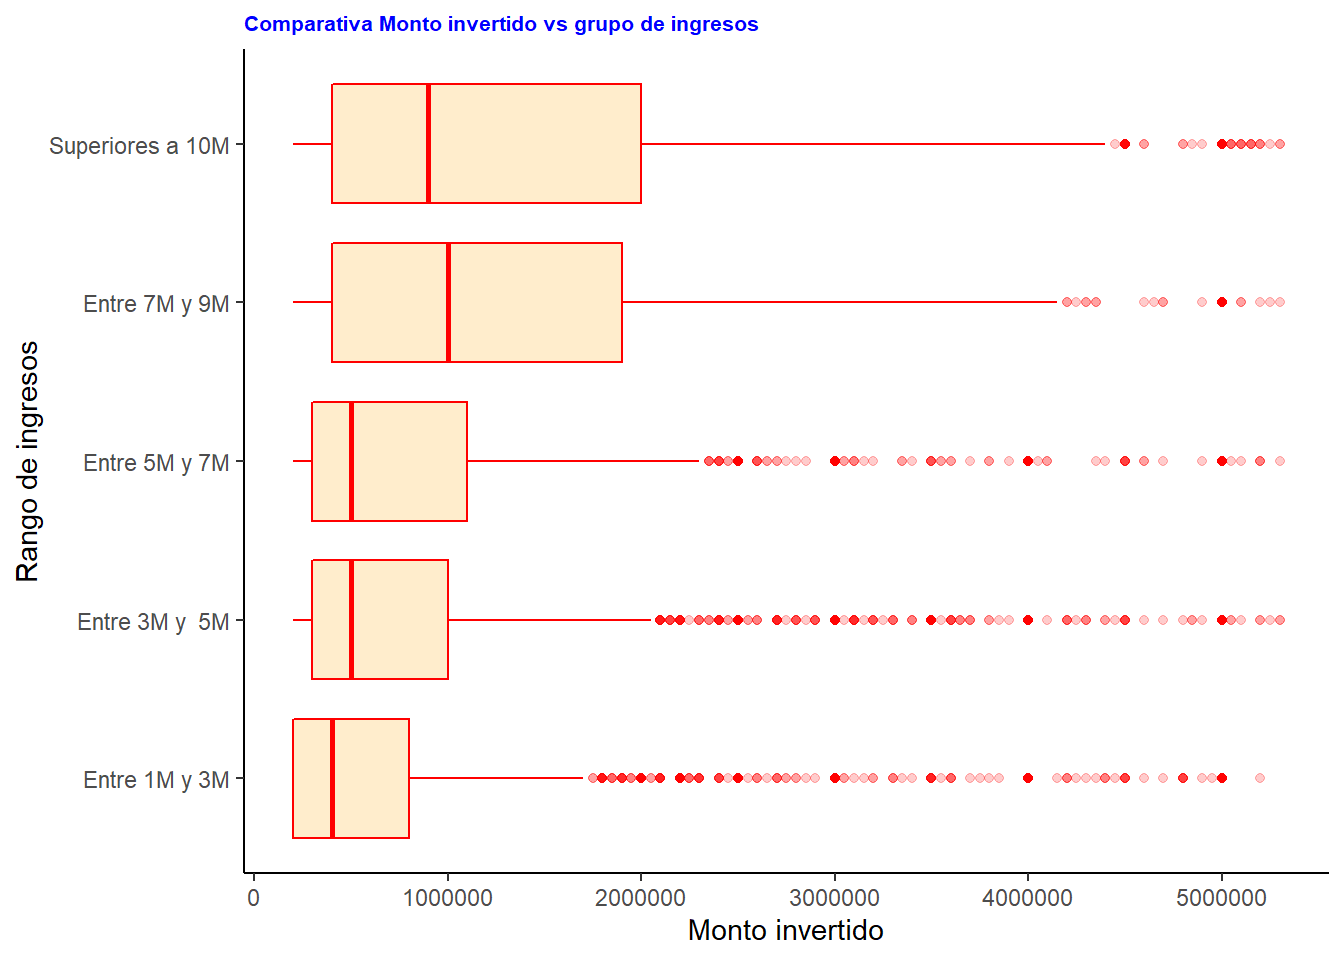 Comparativa Monto invertido vs grupo de ingresos
Rango de ingresos
Superiores a 10M
Entre 7M y 9M
Entre 5M y 7M
Entre 3M y  5M
Entre 1M y 3M
0 1000000 2000000 3000000 4000000 5000000
Monto invertido